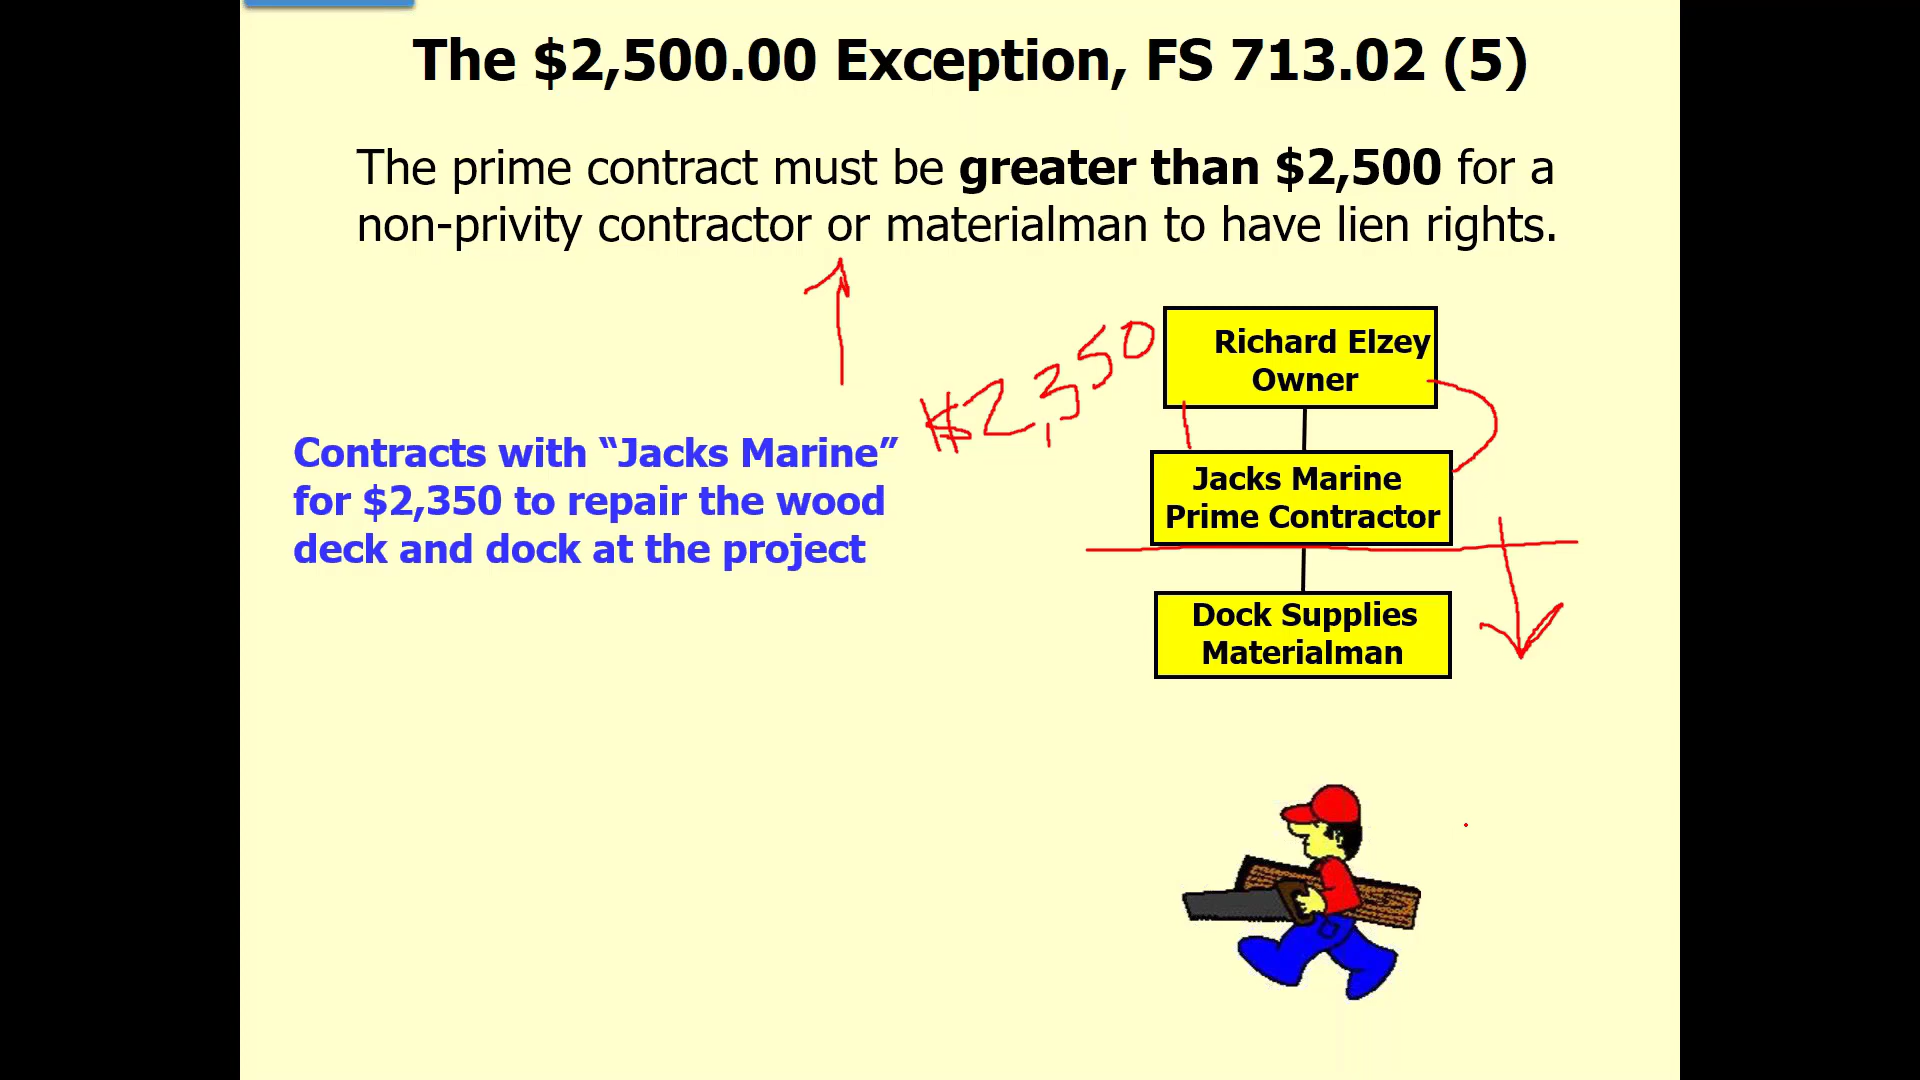 The $2,500.00 Exception, FS 713.02 (5)
The prime contract must be greater than $2,500 for a
non-privity contractor or materialman to have lien rights.
$2,350
Richard Elzey
Owner
Contracts with “Jacks Marine”
for $2,350 to repair the wood
deck and dock at the project
Jacks Marine
Prime Contractor
Dock Supplies
Materialman